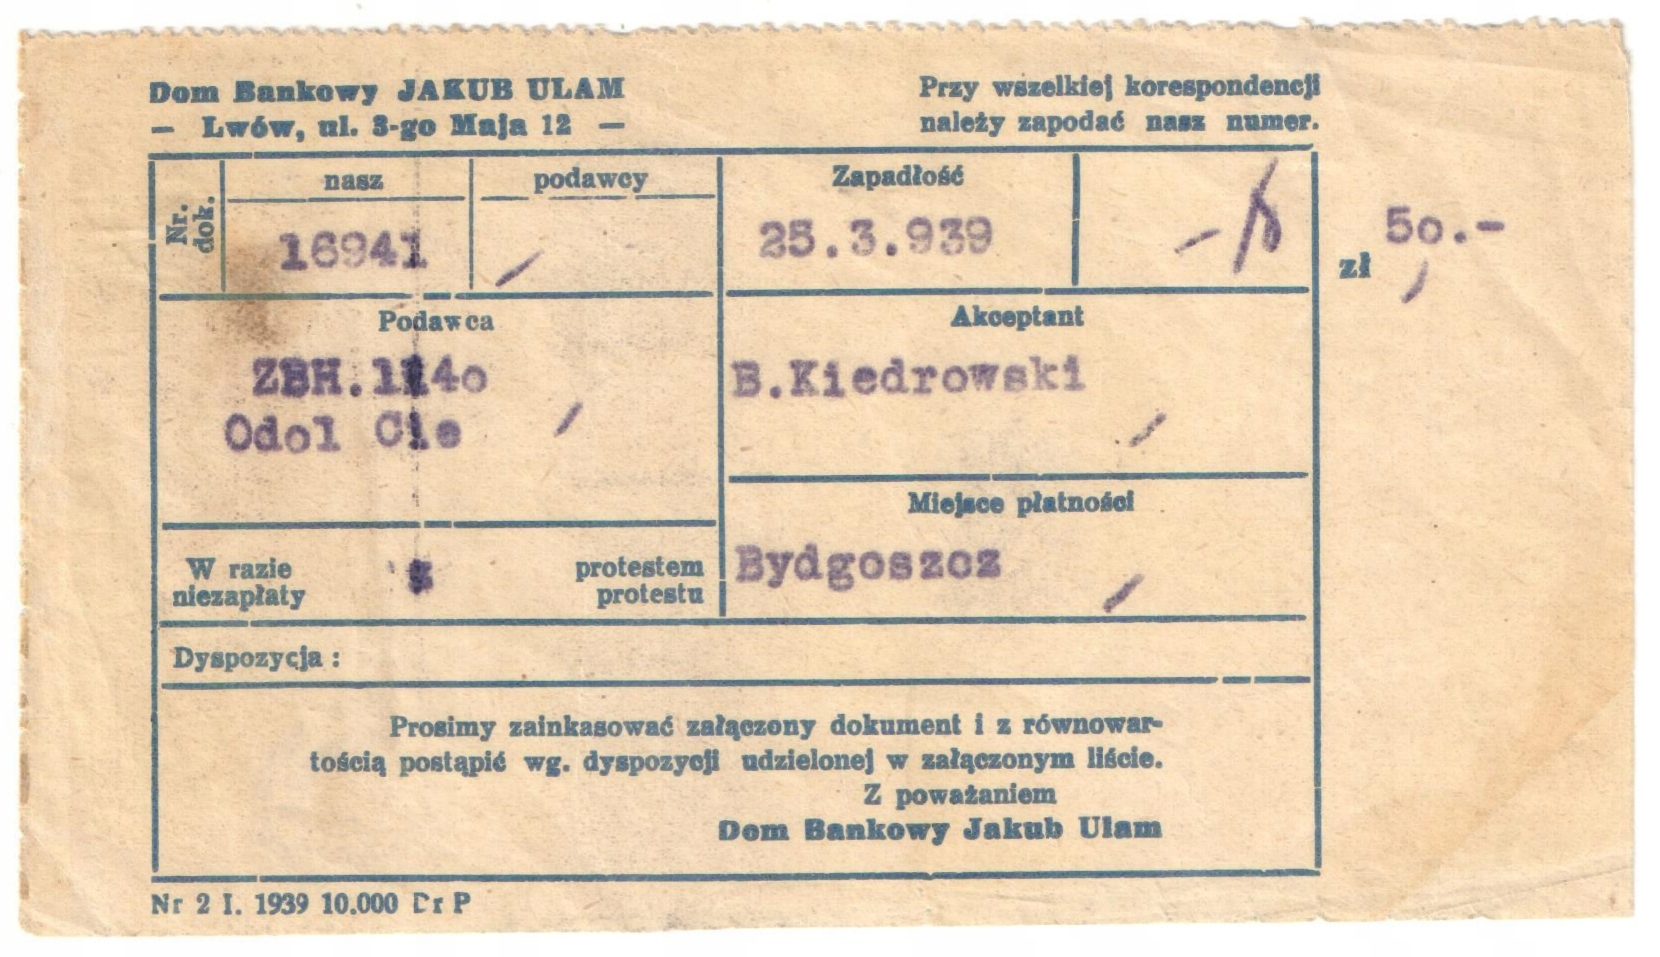 Dom Bankowy JAKUB ULAM
— Lwów, ul. 3-go Maja 12 —
Przy wszelkiej korespondencji
należy zapodać nasz numer.
Nr. dok.
nasz
podawcy
Zapadłość
16941
25.3.939
50.-
zł
Podawca
Akceptant
ZBH.
Odol Cie
B.Kiedrowski
Miejsce płatności
Bydgoszcz
W razie
niezapłaty
z
protestem
protestu
Dyspozycja :
Prosimy zainkasować załączony dokument i z równowar-
tością postąpić wg. dyspozycji udzielonej w załączonym liście.
Z poważaniem
Dom Bankowy Jakub Ulam
Nr 2 I. 1939 10.000 Dr P